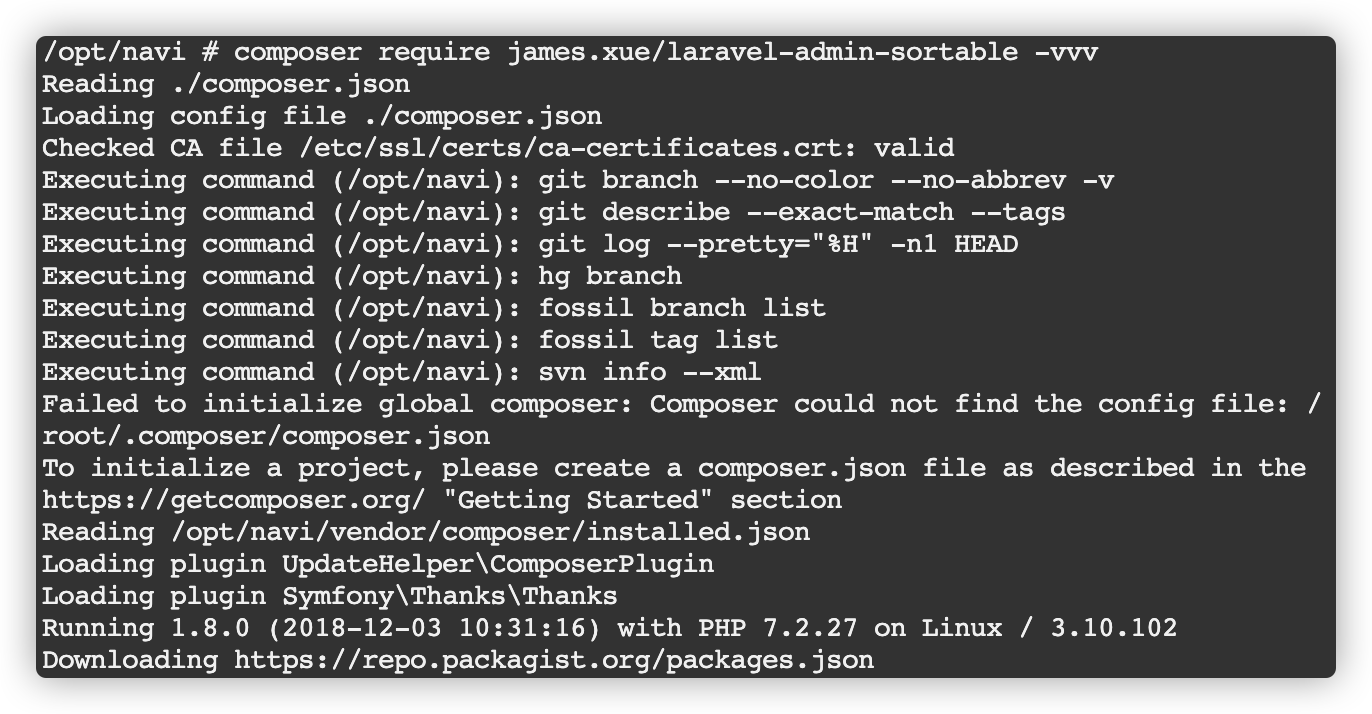 /opt/navi # composer require james.xue/laravel-admin-sortable -vvv
Reading ./composer.json
Loading config file ./composer.json
Checked CA file /etc/ssl/certs/ca-certificates.crt: valid
Executing command (/opt/navi): git branch --no-color --no-abbrev -v
Executing command (/opt/navi): git describe --exact-match --tags
Executing command (/opt/navi): git log --pretty="%H" -n1 HEAD
Executing command (/opt/navi): hg branch
Executing command (/opt/navi): fossil branch list
Executing command (/opt/navi): fossil tag list
Executing command (/opt/navi): svn info --xml
Failed to initialize global composer: Composer could not find the config file: /
root/.composer/composer.json
To initialize a project, please create a composer.json file as described in the
https://getcomposer.org/ "Getting Started" section
Reading /opt/navi/vendor/composer/installed.json
Loading plugin UpdateHelper\ComposerPlugin
Loading plugin Symfony\Thanks\Thanks
Running 1.8.0 (2018-12-03 10:31:16) with PHP 7.2.27 on Linux / 3.10.102
Downloading https://repo.packagist.org/packages.json